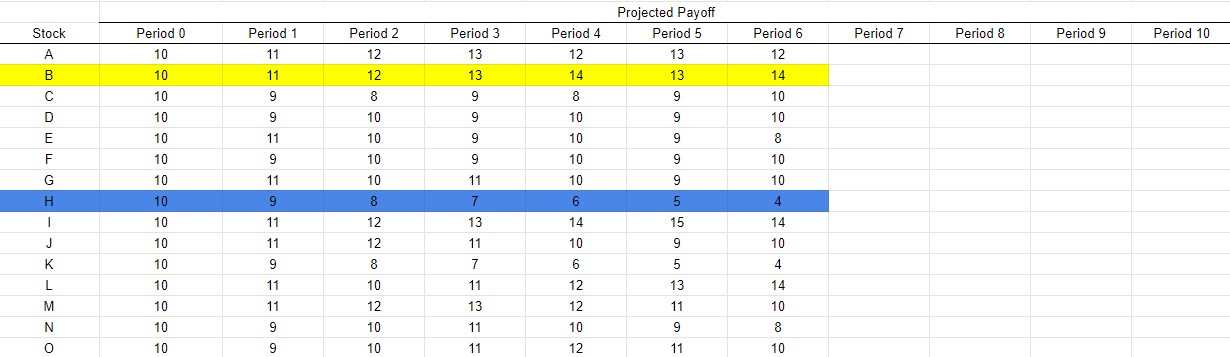 Projected Payoff
Stock Period 0 Period 1 Period 2 Period 3 Period 4 Period 5 Period 6 Period 7 Period 8 Period 9 Period 10
A 10 11 12 13 12 13 12
B 10 11 12 13 14 13 14
C 10 9 8 9 8 9 10
D 10 9 10 9 10 9 10
E 10 11 10 9 10 9 8
F 10 9 10 9 10 9 10
G 10 11 10 11 10 9 10
H 10 9 8 7 6 5 4
I 10 11 12 13 14 15 14
J 10 11 12 11 10 9 10
K 10 9 8 7 6 5 4
L 10 11 10 11 12 13 14
M 10 11 12 13 12 11 10
N 10 9 10 11 10 9 8
O 10 9 10 11 12 11 10